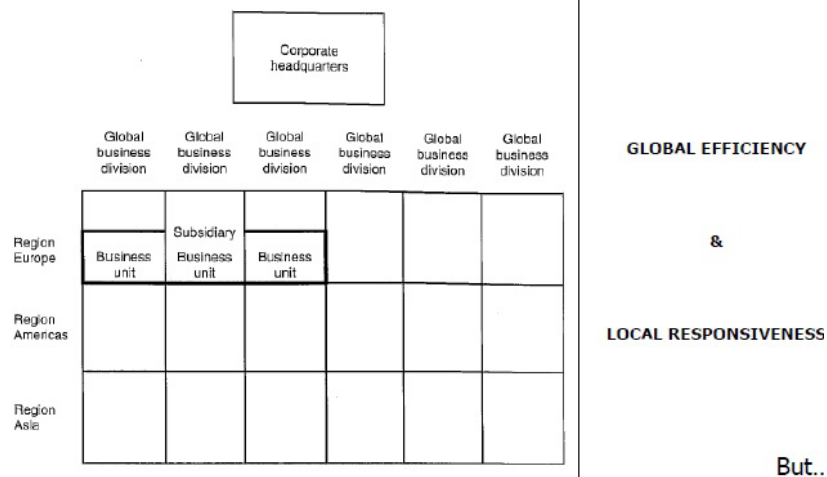 Corporate
headquarters
Global
business
division
Global
business
division
Global
business
division
Global
business
division
Global
business
division
Global
business
division
Region
Europe
Subsidiary
Business
unit
Business
unit
Business
unit
Region
Americas
Region
Asia
GLOBAL EFFICIENCY
&
LOCAL RESPONSIVENESS
But..